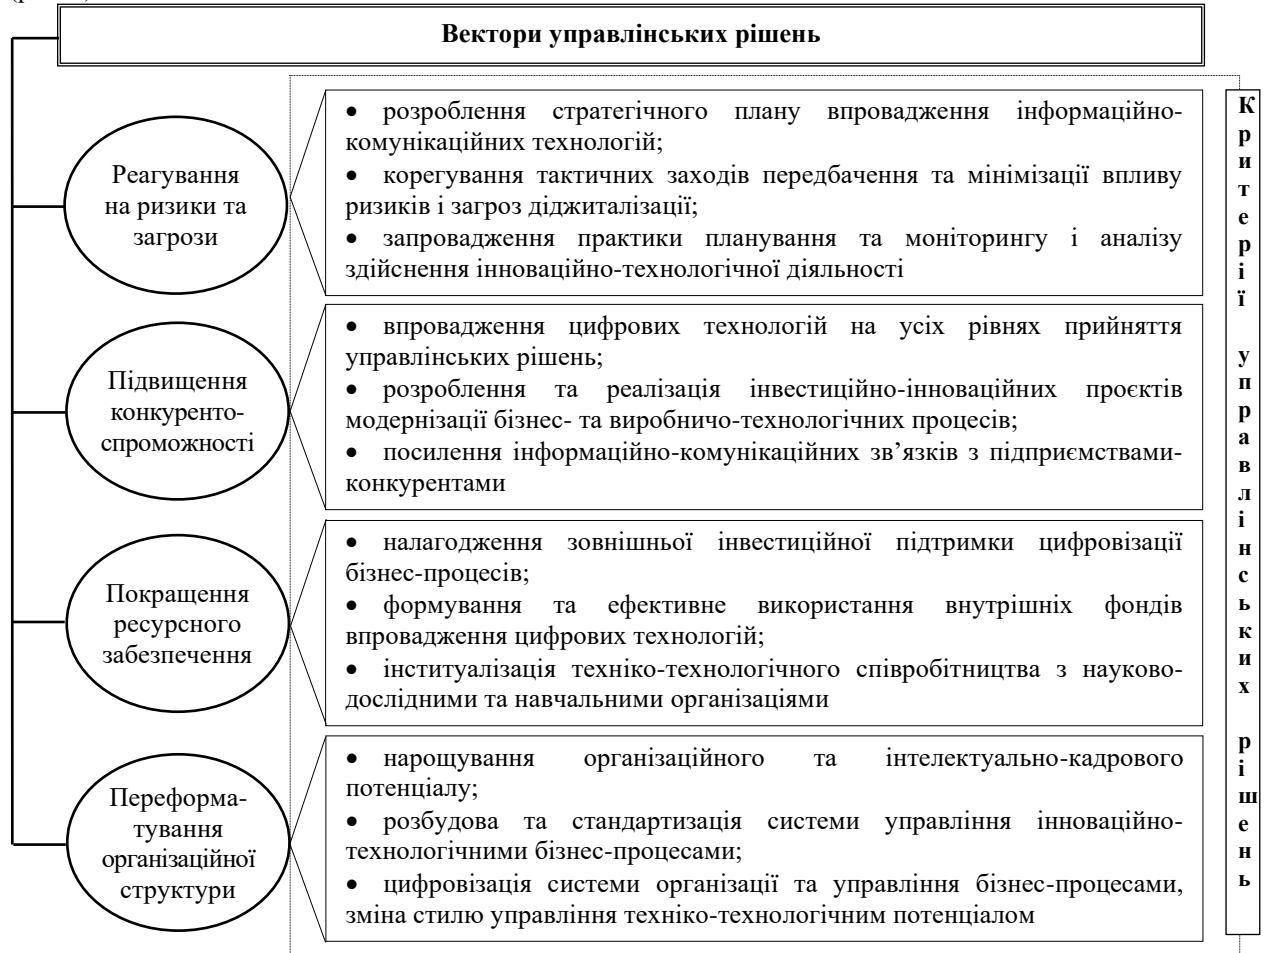 Вектори управлінських рішень
Реагування
на ризики та
загрози
• розроблення стратегічного плану впровадження інформаційно-
комунікаційних технологій;
• корегування тактичних заходів передбачення та мінімізації впливу
ризиків і загроз діджиталізації;
• запровадження практики планування та моніторингу і аналізу
здійснення інноваційно-технологічної діяльності
Підвищення
конкуренто-
спроможності
• впровадження цифрових технологій на усіх рівнях прийняття
управлінських рішень;
• розроблення та реалізація інвестиційно-інноваційних проєктів
модернізації бізнес- та виробничо-технологічних процесів;
• посилення інформаційно-комунікаційних зв’язків з підприємствами-
конкурентами
Покращення
ресурсного
забезпечення
• налагодження зовнішньої інвестиційної підтримки цифровізації
бізнес-процесів;
• формування та ефективне використання внутрішніх фондів
впровадження цифрових технологій;
• інституалізація техніко-технологічного співробітництва з науково-
дослідними та навчальними організаціями
Переформа-
тування
організаційної
структури
• нарощування організаційного та інтелектуально-кадрового
потенціалу;
• розбудова та стандартизація системи управління інноваційно-
технологічними бізнес-процесами;
• цифровізація системи організації та управління бізнес-процесами,
зміна стилю управління техніко-технологічним потенціалом
Критерії управлінських рішень